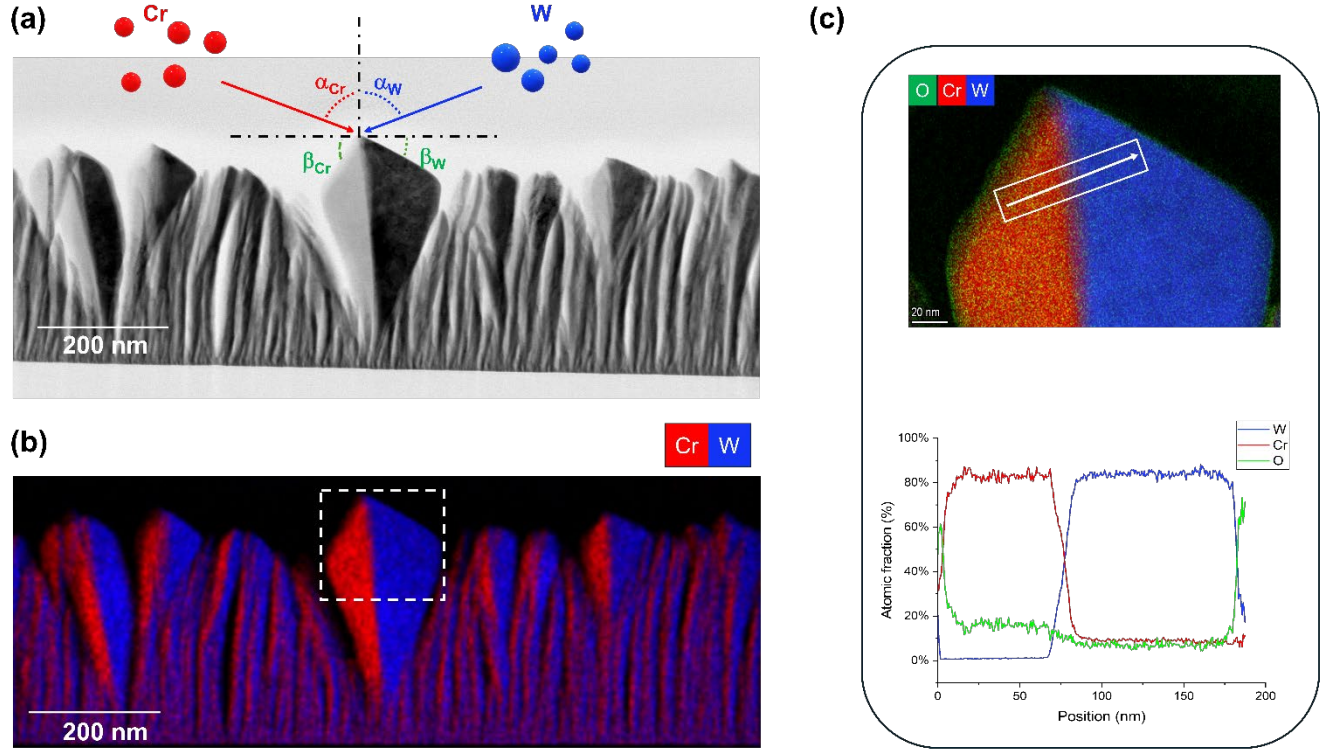 (a)
Cr
W
αCr
αW
βCr
βW
200 nm
(b)
Cr W
200 nm
(c)
O Cr W
20 nm
W
Cr
O
100%
80%
60%
40%
20%
0%
Atomic fraction (%)
0 50 100 150 200
Position (nm)